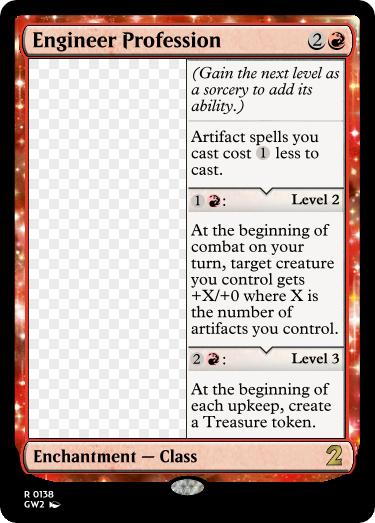 Engineer Profession 2
(Gain the next level as
a sorcery to add its
ability.)
Artifact spells you
cast cost 1 less to
cast.
1 : Level 2
At the beginning of
combat on your
turn, target creature
you control gets
+X/+0 where X is
the number of
artifacts you control.
2 : Level 3
At the beginning of
each upkeep, create
a Treasure token.
Enchantment — Class 2
R 0138
GW2